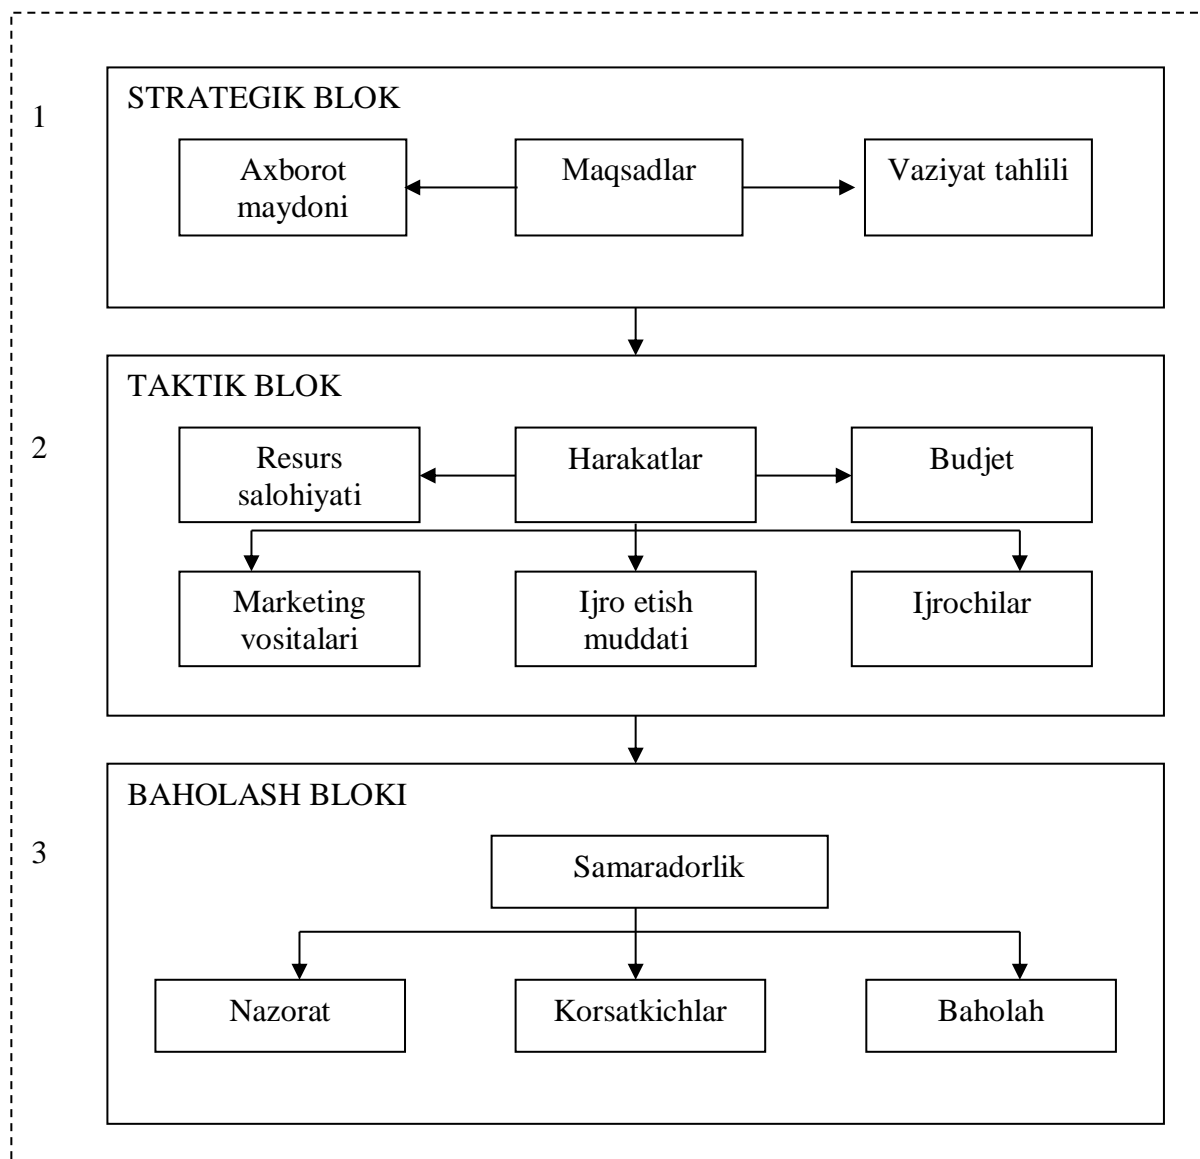 1
STRATEGIK BLOK
Axborot
maydoni
Maqsadlar
Vaziyat tahlili
2
TAKTIK BLOK
Resurs
salohiyati
Harakatlar
Budjet
Marketing
vositalari
Ijro etish
muddati
Ijrochilar
3
BAHOLASH BLOKI
Samaradorlik
Nazorat
Korsatkichlar
Baholah